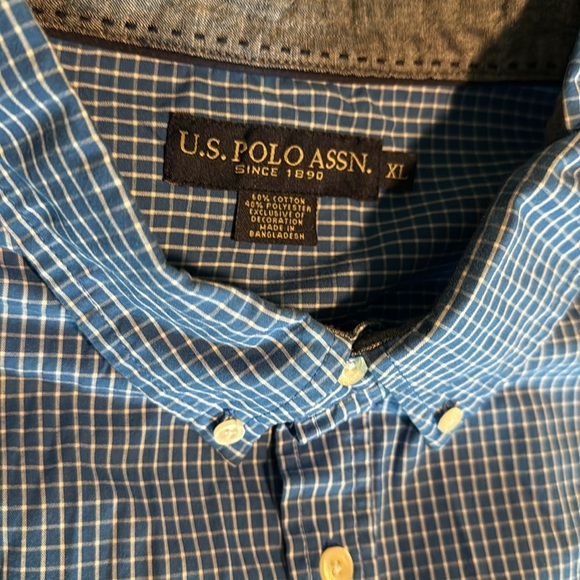 U.S. POLO ASSN.
SINCE 1890
XL
60% COTTON
40% POLYESTER
EXCLUSIVE OF
DECORATION
MADE IN
BANGLADESH